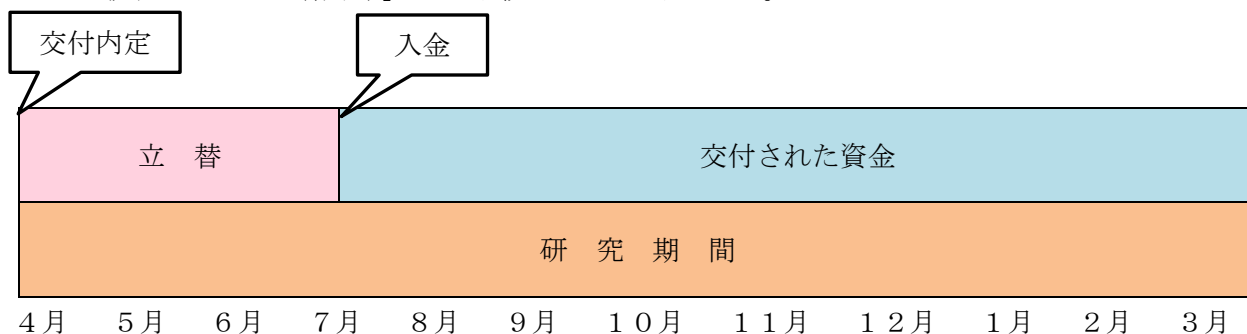 交付内定
入金
立　替
交付された資金
研　究　期　間
４月　５月　６月　７月　８月　９月　１０月　１１月　１２月　１月　２月　３月